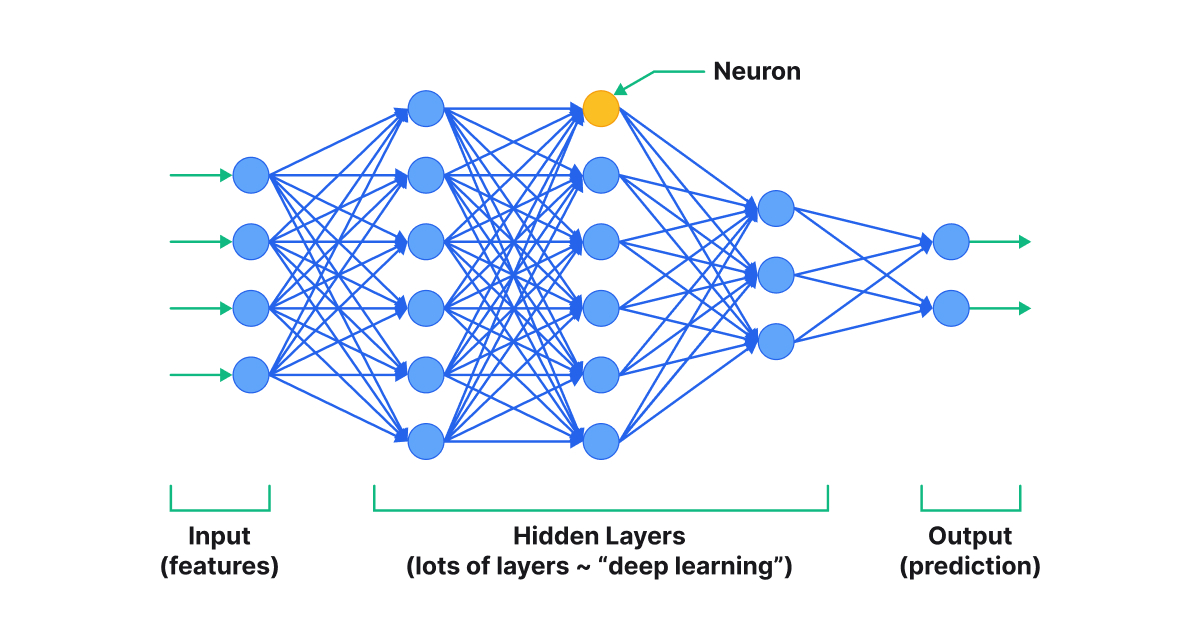 Neuron
Input
(features)
Hidden Layers
(lots of layers ~ “deep learning”)
Output
(prediction)